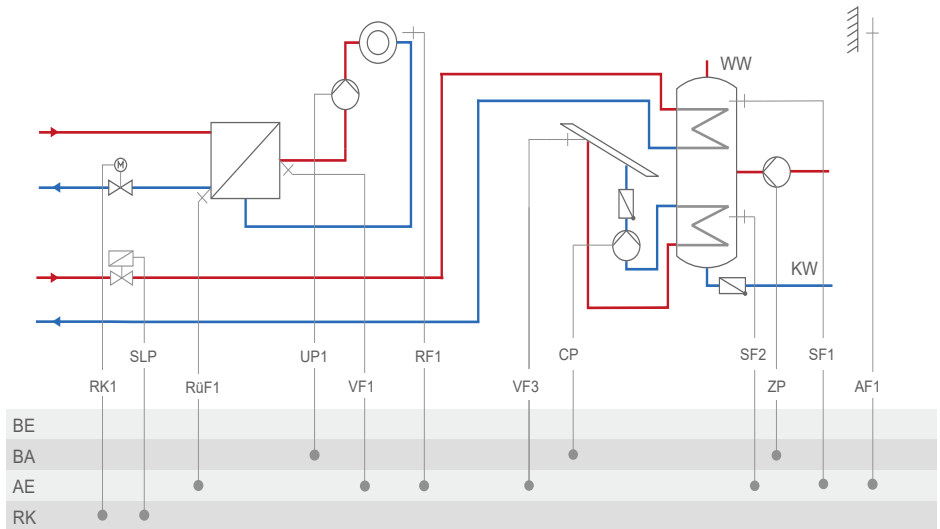 WW
M
KW
SLP
UP1
RF1
CP
SF2
SF1
RK1
RüF1
VF1
VF3
ZP
AF1
BE
BA
AE
RK